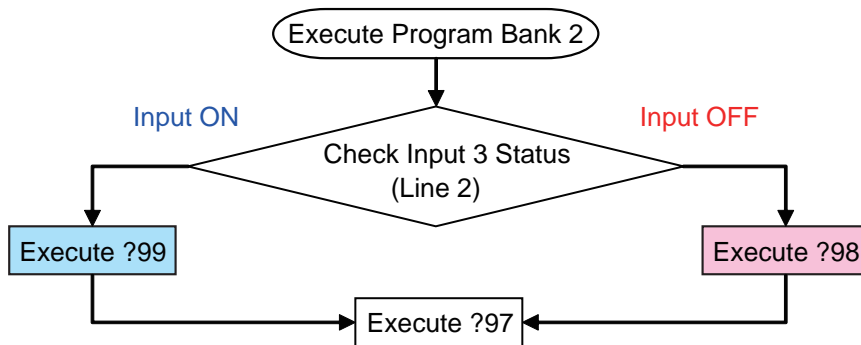 Execute Program Bank 2
Input ON
Input OFF
Check Input 3 Status
(Line 2)
Execute ?99
Execute ?98
Execute ?97